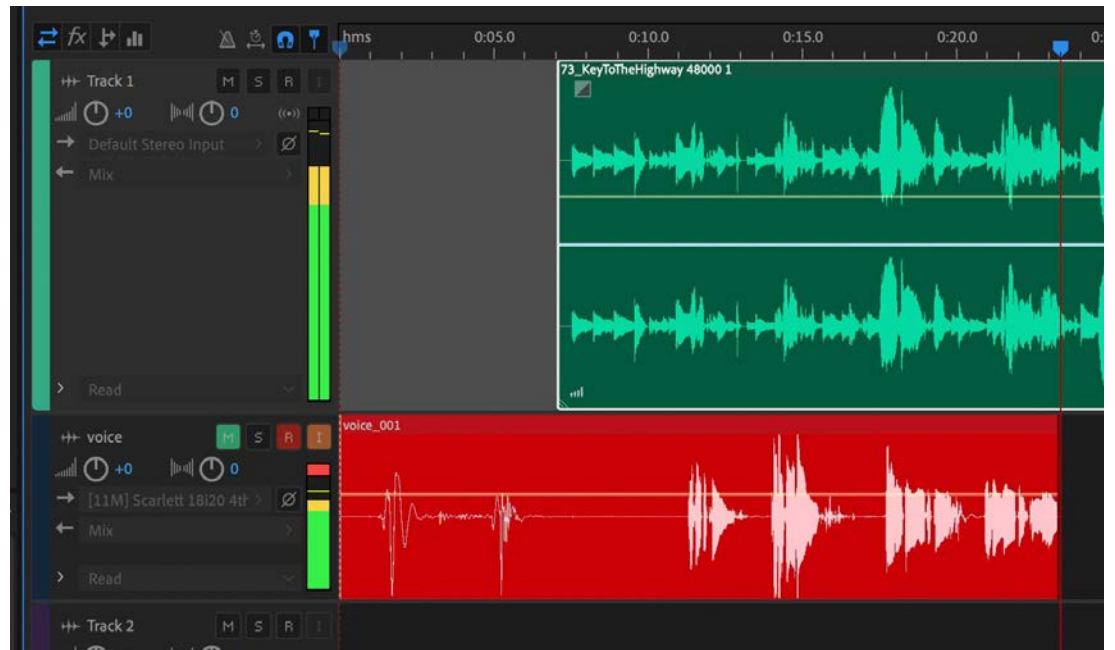 fx
hms 0:05.0 0:10.0 0:15.0 0:20.0 0:
Track 1 M S R I
+0 0
Default Stereo Input
Mix
Read
73_KeyToTheHighway 48000 1
voice M S R I
+0 0
[11M] Scarlett 18i20 4th
Mix
Read
voice_001
Track 2 M S R I